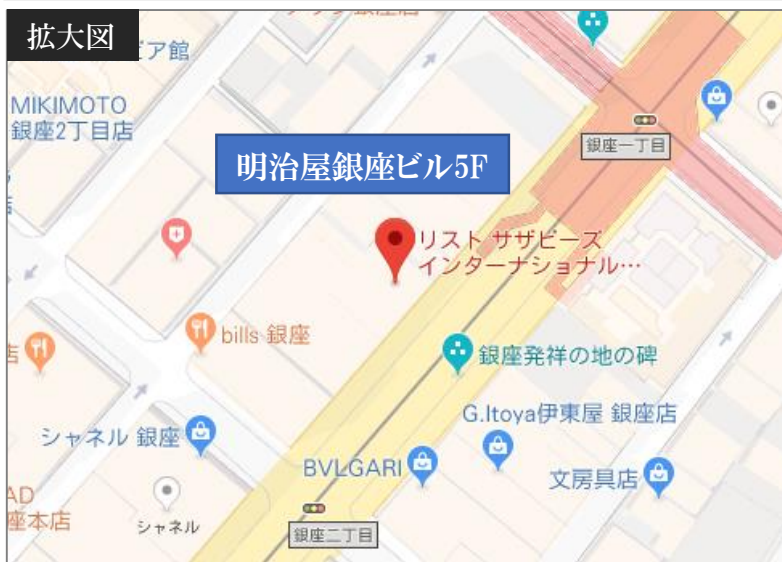 拡大図
ア館
MIKIMOTO
銀座2丁目店
明治屋銀座ビル5F
銀座一丁目
リスト サザビーズ
インターナショナル…
bills 銀座
銀座発祥の地の碑
G.Itoya伊東屋 銀座店
シャネル 銀座
BVLGARI
文房具店
シャネル
座本店
銀座二丁目